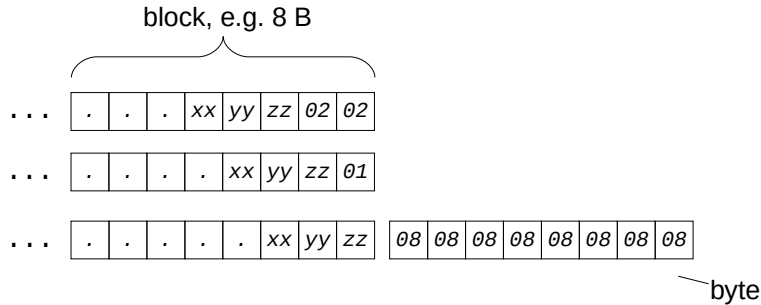 block, e.g. 8 B
... . . . xx yy zz 02 02
... . . . . xx yy zz 01
... . . . . . xx yy zz 08 08 08 08 08 08 08 08
byte